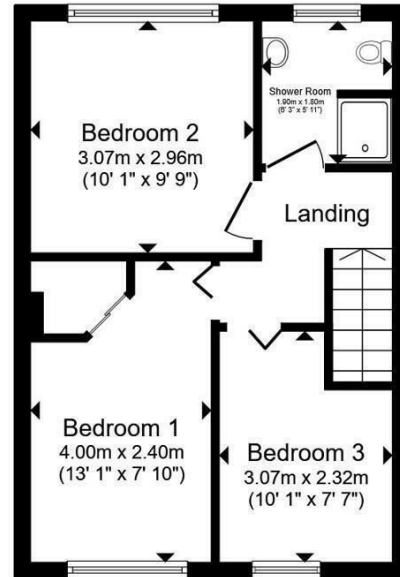 Bedroom 2
3.07m x 2.96m
(10' 1" x 9' 9")
Shower Room
1.90m x 1.80m
(6' 3" x 5' 11")
Landing
Bedroom 1
4.00m x 2.40m
(13' 1" x 7' 10")
Bedroom 3
3.07m x 2.32m
(10' 1" x 7' 7")